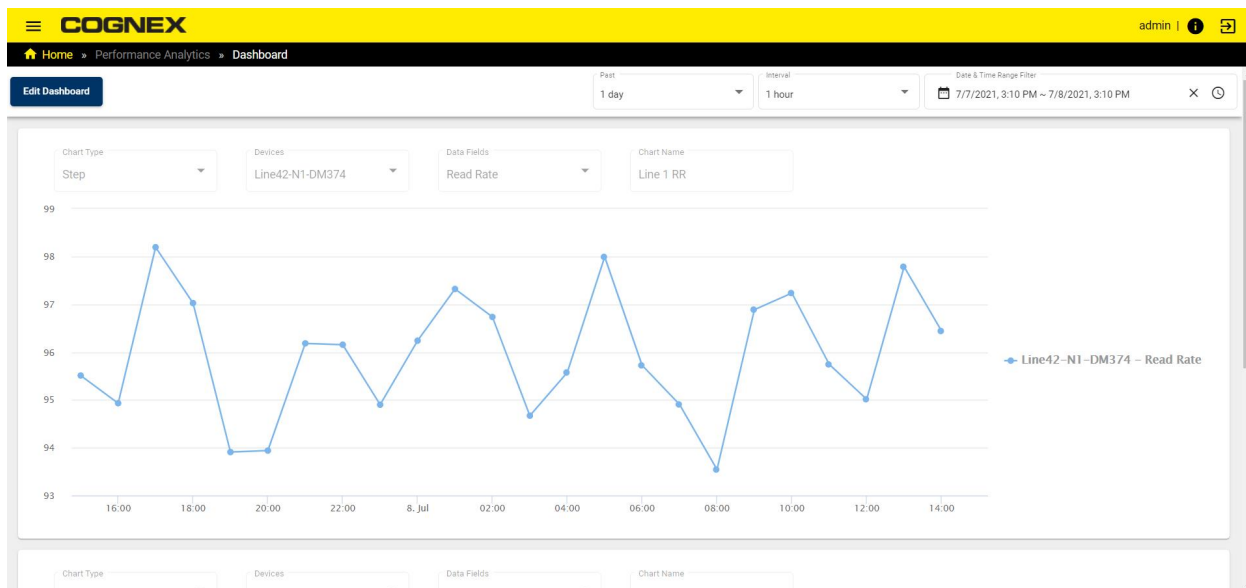 COGNEX
admin |
Home » Performance Analytics » Dashboard
Edit Dashboard
Past
1 day
Interval
1 hour
Date & Time Range Filter
7/7/2021, 3:10 PM ~ 7/8/2021, 3:10 PM
Chart Type
Step
Devices
Line42-N1-DM374
Data Fields
Read Rate
Chart Name
Line 1 RR
99
98
97
96
95
94
93
16:00 18:00 20:00 22:00 8. Jul 02:00 04:00 06:00 08:00 10:00 12:00 14:00
Line42-N1-DM374 - Read Rate
Chart Type
Devices
Data Fields
Chart Name